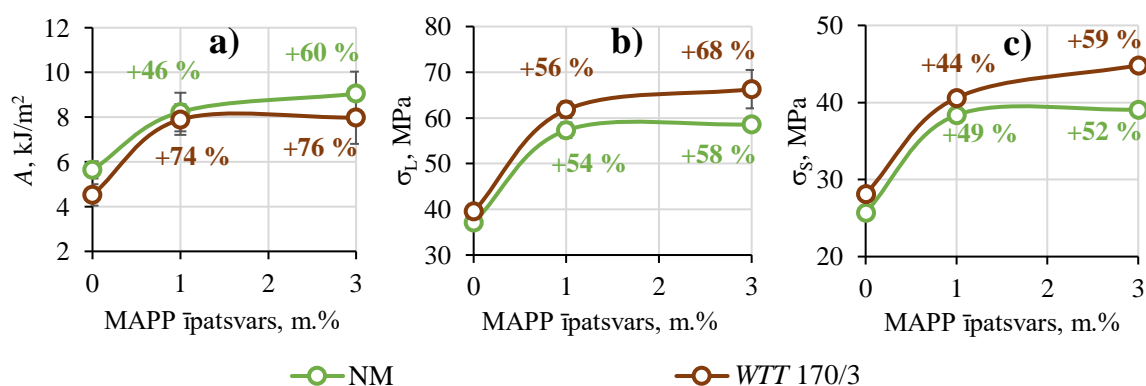 a)
A, kJ/m²
12
10
8
6
4
2
+46 %
+60 %
+74 %
+76 %
0 1 2 3
MAPP īpatsvars, m.%
b)
σL, MPa
80
70
60
50
40
30
+56 %
+68 %
+54 %
+58 %
0 1 2 3
MAPP īpatsvars, m.%
c)
σS, MPa
50
40
30
20
+44 %
+59 %
+49 %
+52 %
0 1 2 3
MAPP īpatsvars, m.%
NM
WTT 170/3